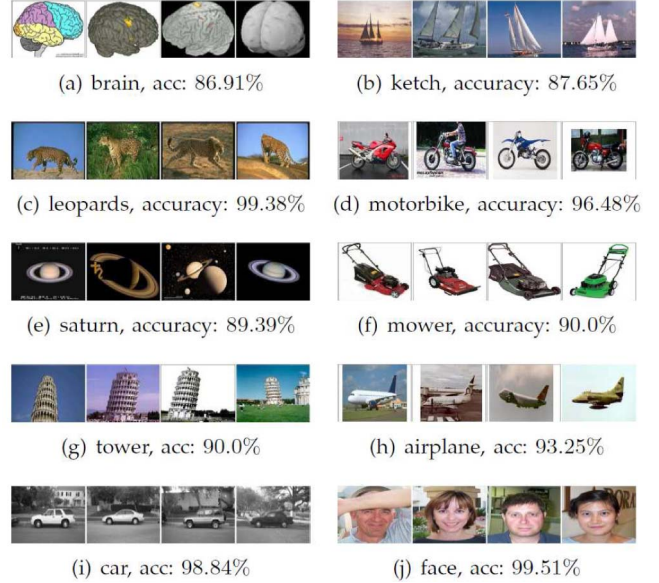 (a) brain, acc: 86.91%
(b) ketch, accuracy: 87.65%
(c) leopards, accuracy: 99.38%
(d) motorbike, accuracy: 96.48%
(e) saturn, accuracy: 89.39%
(f) mower, accuracy: 90.0%
(g) tower, acc: 90.0%
(h) airplane, acc: 93.25%
(i) car, acc: 98.84%
(j) face, acc: 99.51%